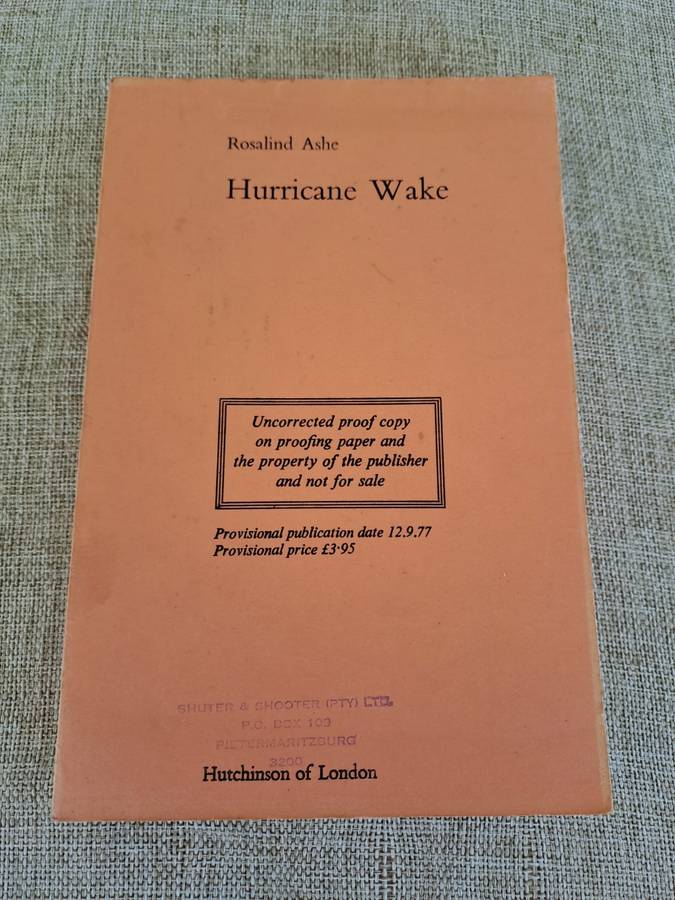 Rosalind Ashe
Hurricane Wake
Uncorrected proof copy
on proofing paper and
the property of the publisher
and not for sale
Provisional publication date 12.9.77
Provisional price £3·95
SHUTER & SHOOTER (PTY) LTD.
P.O. BOX 109
PIETERMARITZBURG
3200
Hutchinson of London